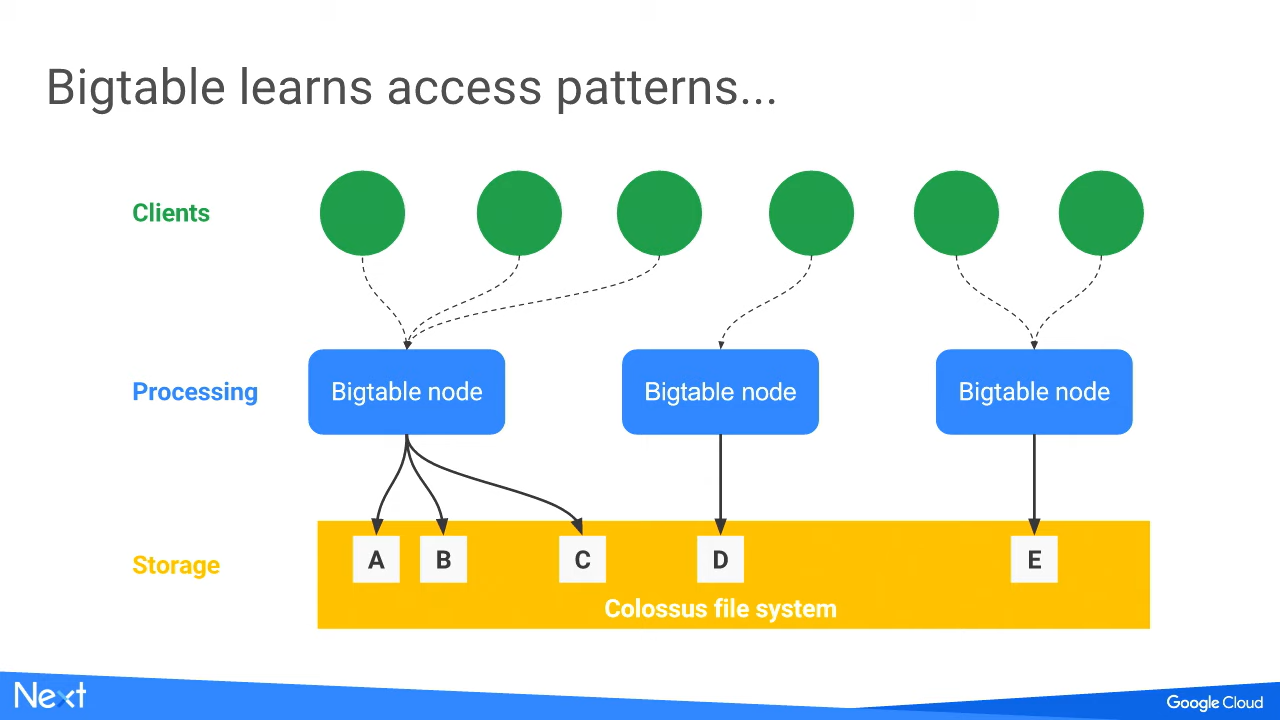 Bigtable learns access patterns...
Clients
Processing
Bigtable node
Bigtable node
Bigtable node
Storage
A
B
C
D
E
Colossus file system
Next
Google Cloud